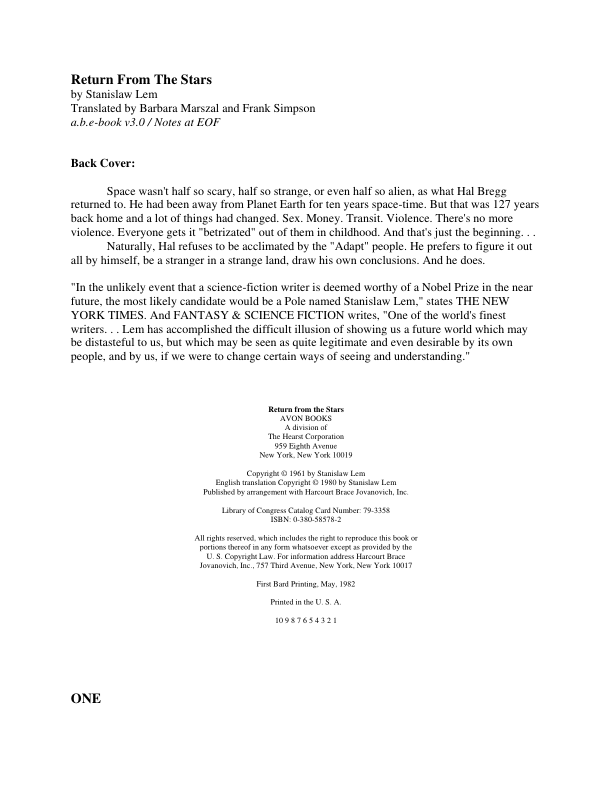 Return From The Stars
by Stanislaw Lem
Translated by Barbara Marszal and Frank Simpson
a.b.e-book v3.0 / Notes at EOF
Back Cover:
Space wasn't half so scary, half so strange, or even half so alien, as what Hal Bregg
returned to. He had been away from Planet Earth for ten years space-time. But that was 127 years
back home and a lot of things had changed. Sex. Money. Transit. Violence. There's no more
violence. Everyone gets it "betrizated" out of them in childhood. And that's just the beginning. . .
Naturally, Hal refuses to be acclimated by the "Adapt" people. He prefers to figure it out
all by himself, be a stranger in a strange land, draw his own conclusions. And he does.
"In the unlikely event that a science-fiction writer is deemed worthy of a Nobel Prize in the near
future, the most likely candidate would be a Pole named Stanislaw Lem," states THE NEW
YORK TIMES. And FANTASY & SCIENCE FICTION writes, "One of the world's finest
writers. . . Lem has accomplished the difficult illusion of showing us a future world which may
be distasteful to us, but which may be seen as quite legitimate and even desirable by its own
people, and by us, if we were to change certain ways of seeing and understanding."
Return from the Stars
AVON BOOKS
A division of
The Hearst Corporation
959 Eighth Avenue
New York, New York 10019
Copyright © 1961 by Stanislaw Lem
English translation Copyright © 1980 by Stanislaw Lem
Published by arrangement with Harcourt Brace Jovanovich, Inc.
Library of Congress Catalog Card Number: 79-3358
ISBN: 0-380-58578-2
All rights reserved, which includes the right to reproduce this book or
portions thereof in any form whatsoever except as provided by the
U. S. Copyright Law. For information address Harcourt Brace
Jovanovich, Inc., 757 Third Avenue, New York, New York 10017
First Bard Printing, May, 1982
Printed in the U. S. A.
10 9 8 7 6 5 4 3 2 1
ONE